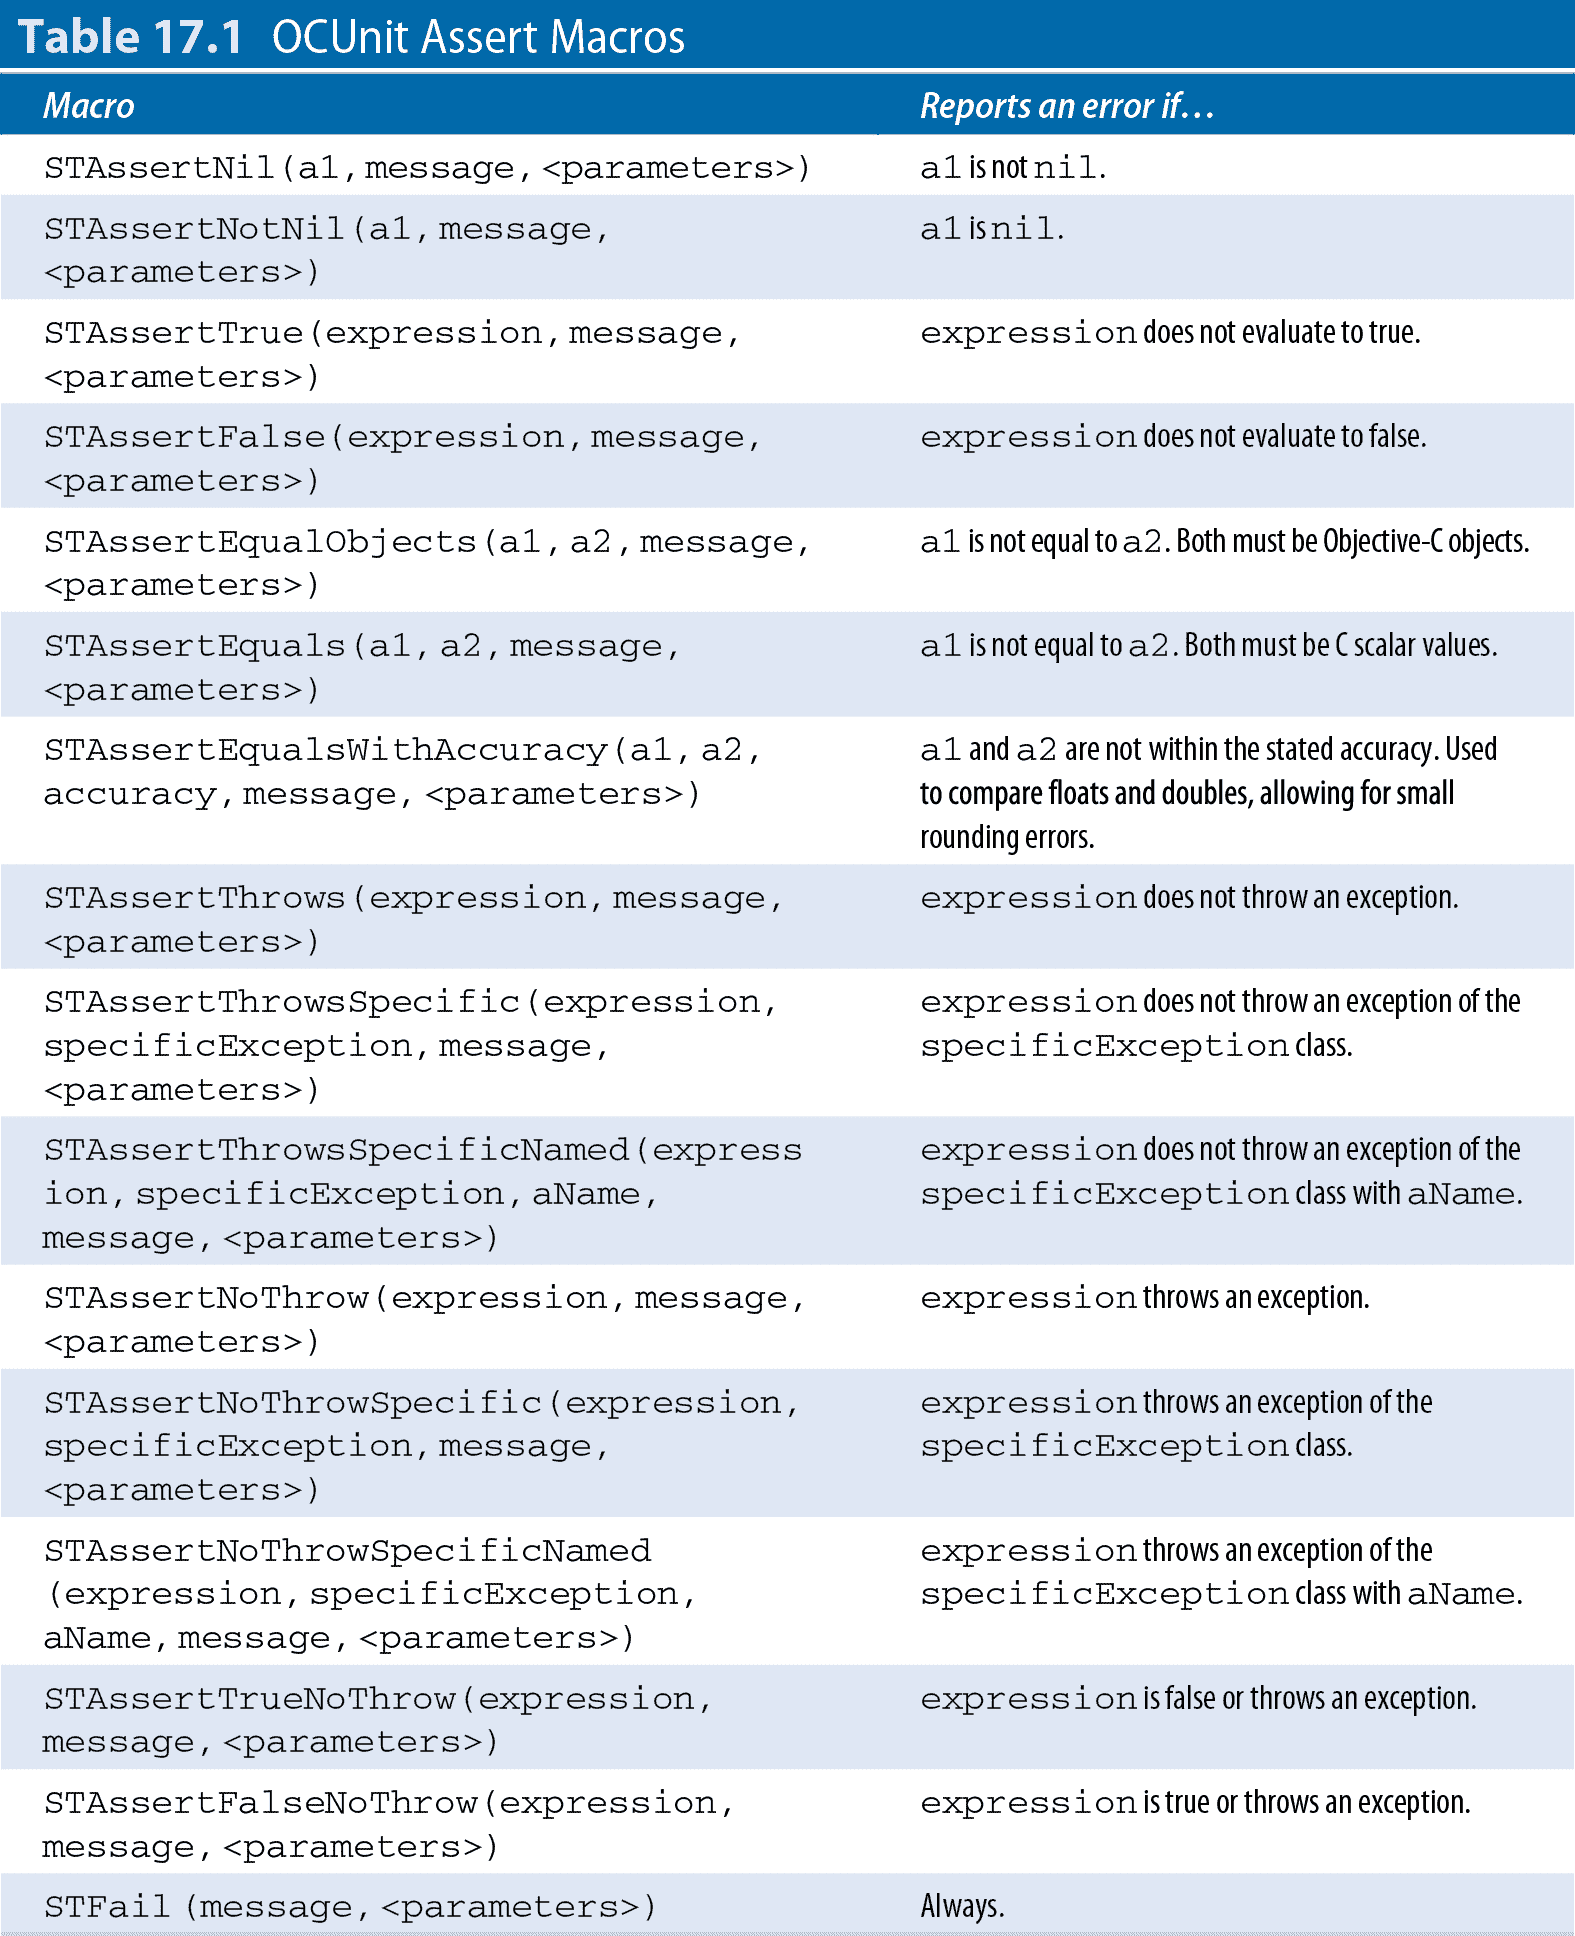 Table 17.1 OCUnit Assert Macros
Macro Reports an error if…
STAssertNil(a1, message, <parameters>) a1 is not nil.
STAssertNotNil(a1, message, a1 is nil.
<parameters>)
STAssertTrue(expression, message, expression does not evaluate to true.
<parameters>)
STAssertFalse(expression, message, expression does not evaluate to false.
<parameters>)
STAssertEqualObjects(a1, a2, message, a1 is not equal to a2. Both must be Objective-C objects.
<parameters>)
STAssertEquals(a1, a2, message, a1 is not equal to a2. Both must be C scalar values.
<parameters>)
STAssertEqualsWithAccuracy(a1, a2, a1 and a2 are not within the stated accuracy. Used
accuracy, message, <parameters>) to compare floats and doubles, allowing for small
rounding errors.
STAssertThrows(expression, message, expression does not throw an exception.
<parameters>)
STAssertThrowsSpecific(expression, expression does not throw an exception of the
specificException, message, specificException class.
<parameters>)
STAssertThrowsSpecificNamed(express expression does not throw an exception of the
ion, specificException, aName, specificException class with aName.
message, <parameters>)
STAssertNoThrow(expression, message, expression throws an exception.
<parameters>)
STAssertNoThrowSpecific(expression, expression throws an exception of the
specificException, message, specificException class.
<parameters>)
STAssertNoThrowSpecificNamed expression throws an exception of the
(expression, specificException, specificException class with aName.
aName, message, <parameters>)
STAssertTrueNoThrow(expression, expression is false or throws an exception.
message, <parameters>)
STAssertFalseNoThrow(expression, expression is true or throws an exception.
message, <parameters>)
STFail (message, <parameters>) Always.